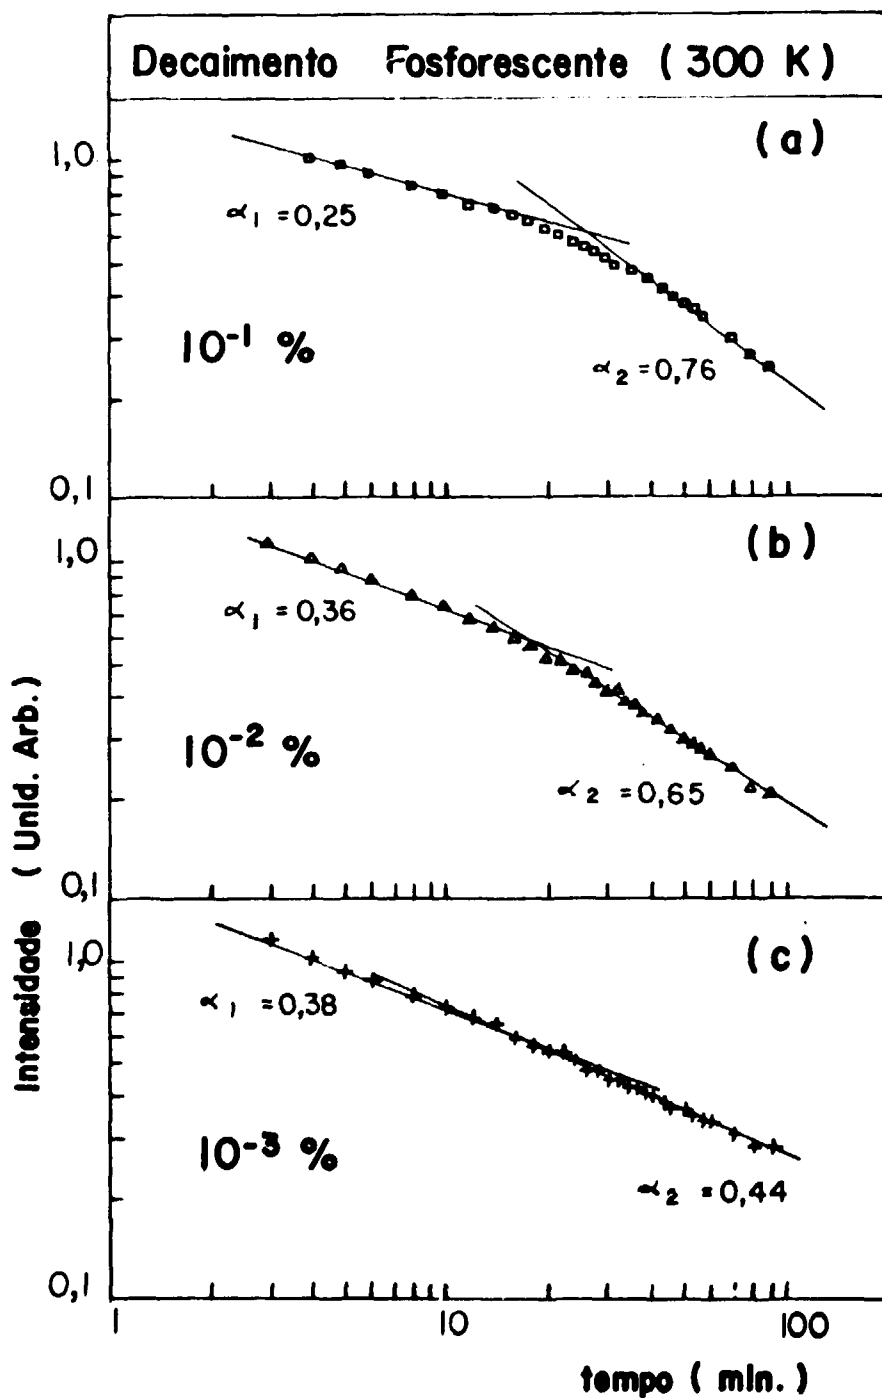 Decaimento Fosforescente (300 K)
(a)
1,0
α1 = 0,25
10⁻¹ %
α2 = 0,76
0,1
(b)
1,0
α1 = 0,36
10⁻² %
α2 = 0,65
0,1
(c)
1,0
α1 = 0,38
10⁻³ %
α2 = 0,44
0,1
1 10 100
tempo ( min. )
Intensidade ( Unid. Arb. )